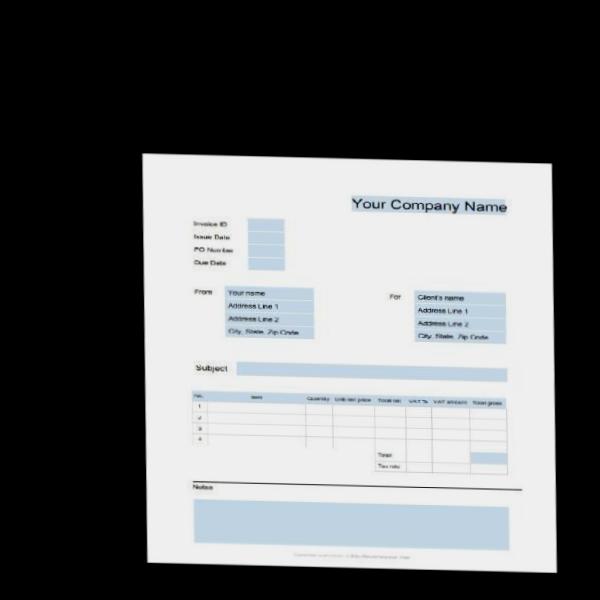 Your Company Name
Invoice ID
Issue Date
PO Number
Due Date
From
Your name
Address Line 1
Address Line 2
City, State, Zip Code
For
Client's name
Address Line 1
Address Line 2
City, State, Zip Code
Subject
No. Item Quantity Unit net price Total net VAT % VAT amount Total gross
1
2
3
4
Total
Tax rate
Notes